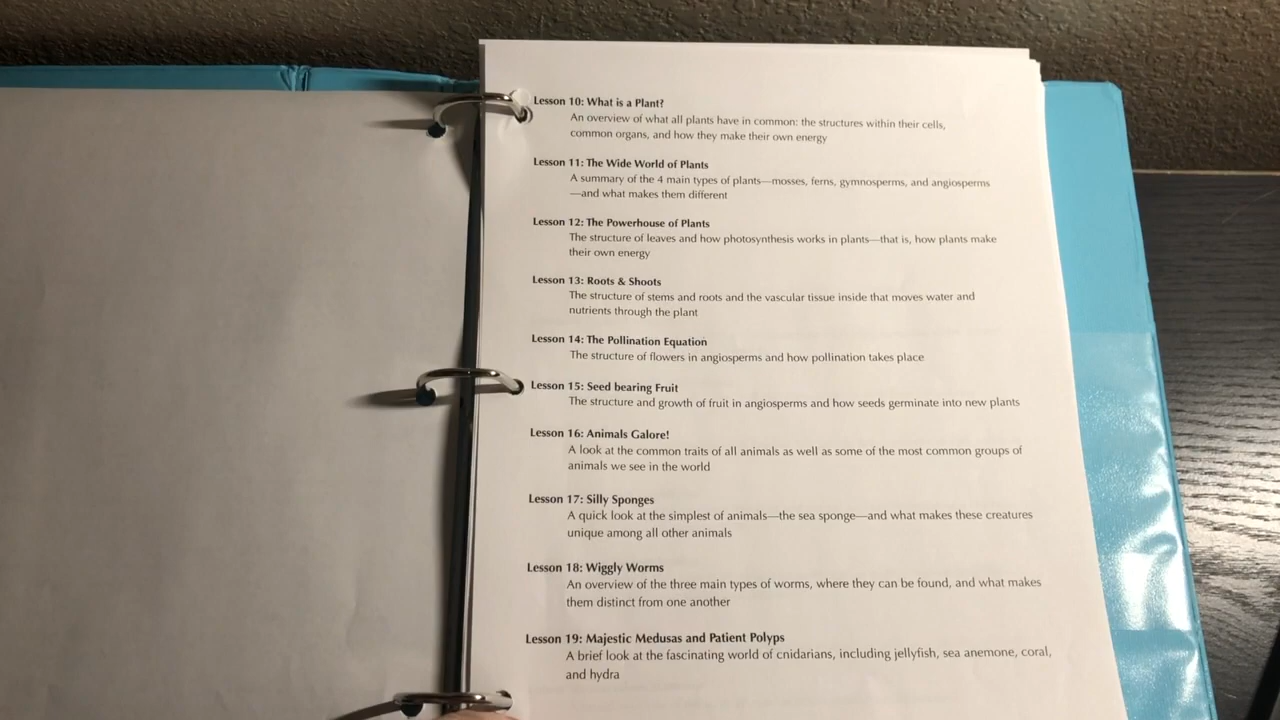 Lesson 10: What is a Plant?
An overview of what all plants have in common: the structures within their cells,
common organs, and how they make their own energy
Lesson 11: The Wide World of Plants
A summary of the 4 main types of plants—mosses, ferns, gymnosperms, and angiosperms
—and what makes them different
Lesson 12: The Powerhouse of Plants
The structure of leaves and how photosynthesis works in plants—that is, how plants make
their own energy
Lesson 13: Roots & Shoots
The structure of stems and roots and the vascular tissue inside that moves water and
nutrients through the plant
Lesson 14: The Pollination Equation
The structure of flowers in angiosperms and how pollination takes place
Lesson 15: Seed bearing Fruit
The structure and growth of fruit in angiosperms and how seeds germinate into new plants
Lesson 16: Animals Galore!
A look at the common traits of all animals as well as some of the most common groups of
animals we see in the world
Lesson 17: Silly Sponges
A quick look at the simplest of animals—the sea sponge—and what makes these creatures
unique among all other animals
Lesson 18: Wiggly Worms
An overview of the three main types of worms, where they can be found, and what makes
them distinct from one another
Lesson 19: Majestic Medusas and Patient Polyps
A brief look at the fascinating world of cnidarians, including jellyfish, sea anemone, coral,
and hydra